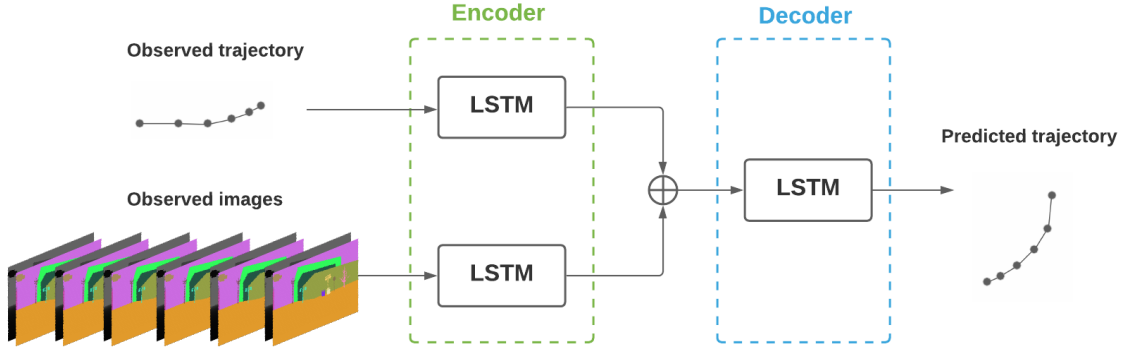 Encoder
Decoder
Observed trajectory
LSTM
Predicted trajectory
LSTM
Observed images
LSTM